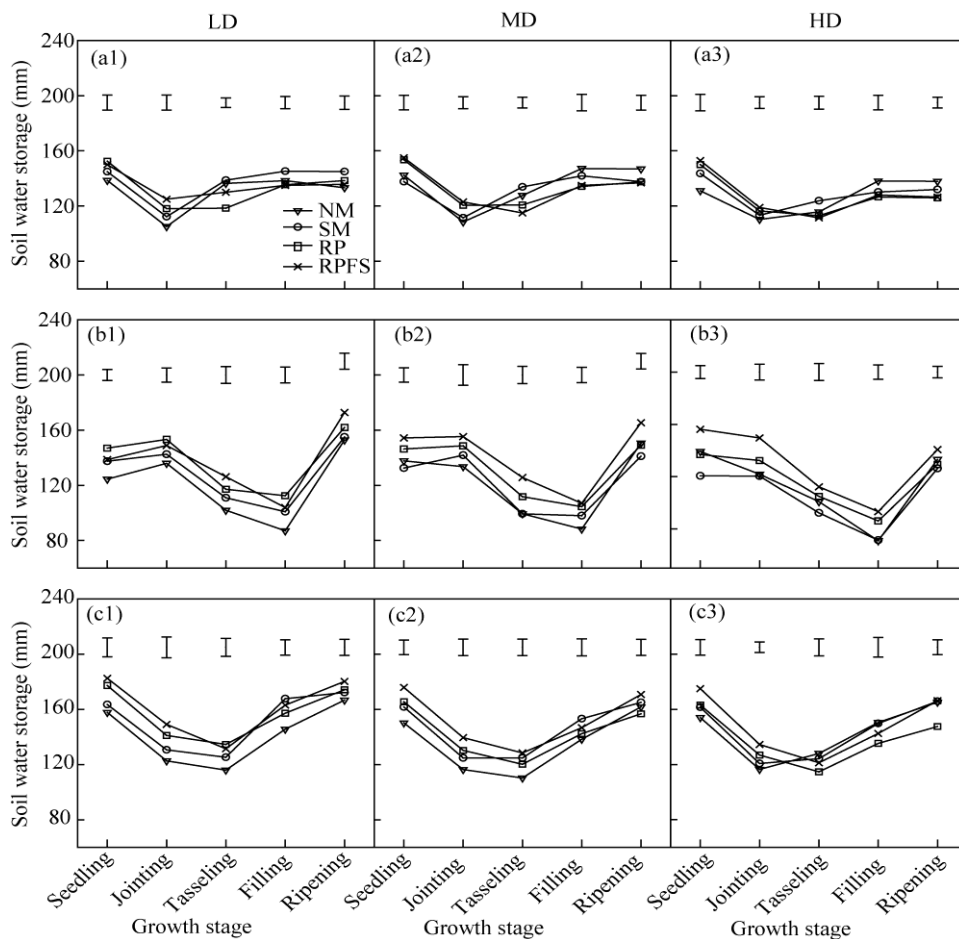 LD
MD
HD
Soil water storage (mm)
240
200
160
120
80
(a1)
(a2)
(a3)
NM
SM
RP
RPFS
Soil water storage (mm)
240
200
160
120
80
(b1)
(b2)
(b3)
Soil water storage (mm)
240
200
160
120
80
(c1)
(c2)
(c3)
Seedling
Jointing
Tasseling
Filling
Ripening
Seedling
Jointing
Tasseling
Filling
Ripening
Seedling
Jointing
Tasseling
Filling
Ripening
Growth stage
Growth stage
Growth stage